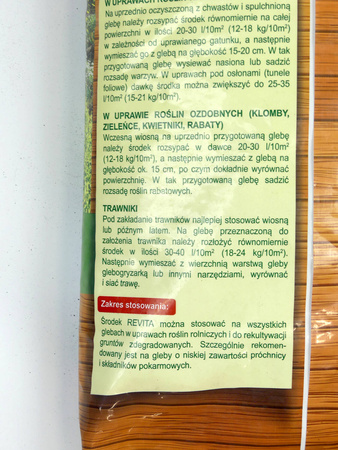 W UPRAWACH
Na uprzednio oczyszczoną z chwastów i spulchnioną
glebę należy rozsypać środek równomiernie na całej
powierzchni w ilości 20-30 l/10m² (12-18 kg/10m²)
w zależności od uprawianego gatunku, a następnie
wymieszać go z glebą na głębokość 15-20 cm. W tak
przygotowaną glebę wysiewać nasiona lub sadzić
rozsadę warzyw. W uprawach pod osłonami (tunele
foliowe) dawkę środka można zwiększyć do 25-35
l/10m² (15-21 kg/10m²).
W UPRAWIE ROŚLIN OZDOBNYCH (KLOMBY,
ZIELEŃCE, KWIETNIKI, RABATY)
Wczesną wiosną na uprzednio przygotowaną glebę
należy środek rozsypać w dawce 20-30 l/10m²
(12-18 kg/10m²), a następnie wymieszać z glebą na
głębokość ok. 15 cm, po czym dokładnie wyrównać
powierzchnię. W tak przygotowaną glebę sadzić
rozsadę roślin rabatowych.
TRAWNIKI
Pod zakładanie trawników najlepiej stosować wiosną
lub późnym latem. Na glebę przeznaczoną do
założenia trawnika należy rozłożyć równomiernie
środek w ilości 30-40 l/10m² (18-24 kg/10m²).
Następnie wymieszać z wierzchnią warstwą gleby
glebogryzarką lub innymi narzędziami, wyrównać
i siać trawę.
Zakres stosowania:
Środek REVITA można stosować na wszystkich
glebach w uprawach roślin rolniczych i do rekultywacji
gruntów zdegradowanych. Szczególnie rekomen-
dowany jest na gleby o niskiej zawartości próchnicy
i składników pokarmowych.